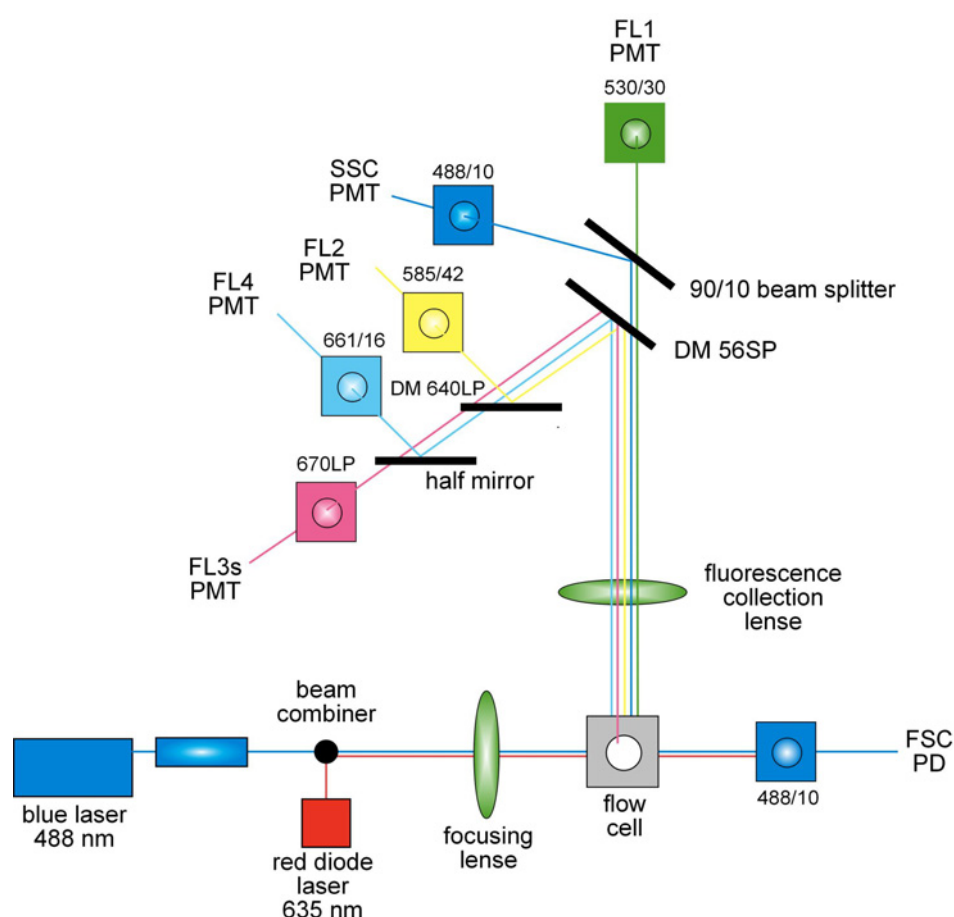 FL1
PMT
530/30
SSC
PMT
488/10
FL2
PMT
585/42
90/10 beam splitter
FL4
PMT
661/16
DM 56SP
DM 640LP
670LP
half mirror
FL3s
PMT
fluorescence
collection
lense
beam
combiner
FSC
PD
488/10
blue laser
488 nm
flow
cell
focusing
lense
red diode
laser
635 nm